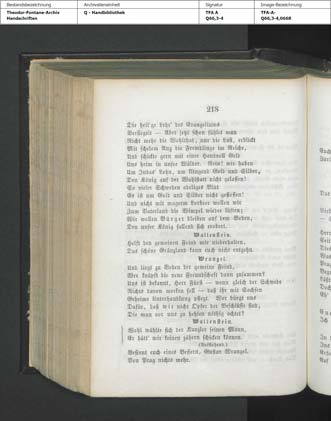 Bestandsbezeichnung
Archivalieneinheit
Signatur
Image-Bezeichnung
Theodor-Fontane-Archiv
Handschriften
Q - Handbibliothek
TFA A
Q66,3-4
TFA-A-
Q66,3-4,0668
218
Die heil'ge Lehr' des Evangeliums
Verfiegelt — Aber jetzt schon fühlet man
Nicht mehr die Wohlthat, nur die Last, erblickt
Mit scheelem Aug die Fremdlinge im Reiche,
Und schickte gern mit einer Handvoll Geld
Uns heim in unsre Wälder. Nein! wir haben
Um Judas' Lohn, um klingend Gold und Silber,
Den König auf der Wahlstatt nicht gelassen!
So vieler Schweden adeliges Blut
Es ist um Gold und Silber nicht geflossen!
Und nicht mit magerm Lorbeer wollen wir
Zum Vaterland die Wimpel wieder lüften;
Wir wollen Bürger bleiben auf dem Boden,
Den unser König fallend sich erobert.
Wallenstein.
Helft den gemeinen Feind mir niederhalten,
Das schöne Gränzland kann euch nicht entgehn.
Wrangel.
Und liegt zu Boden der gemeine Feind,
Wer knüpft die neue Freundschaft dann zusammen?
Uns ist bekannt, Herr Fürst — wenn gleich der Schwede
Nichts davon merken soll — daß ihr mit Sachsen
Geheime Unterhandlung pflegt. Wer bürgt uns
Dafür, daß wir nicht Opfer der Beschlüsse sind,
Die man vor uns zu hehlen nöthig achtet?
Wallenstein.
Wohl wählte sich der Kanzler seinen Mann,
Er hätt' mir keinen zähern schicken können.
(Aufstehend.)
Besinnt euch eines Bessern, Gustav Wrangel.
Von Prag nichts mehr.